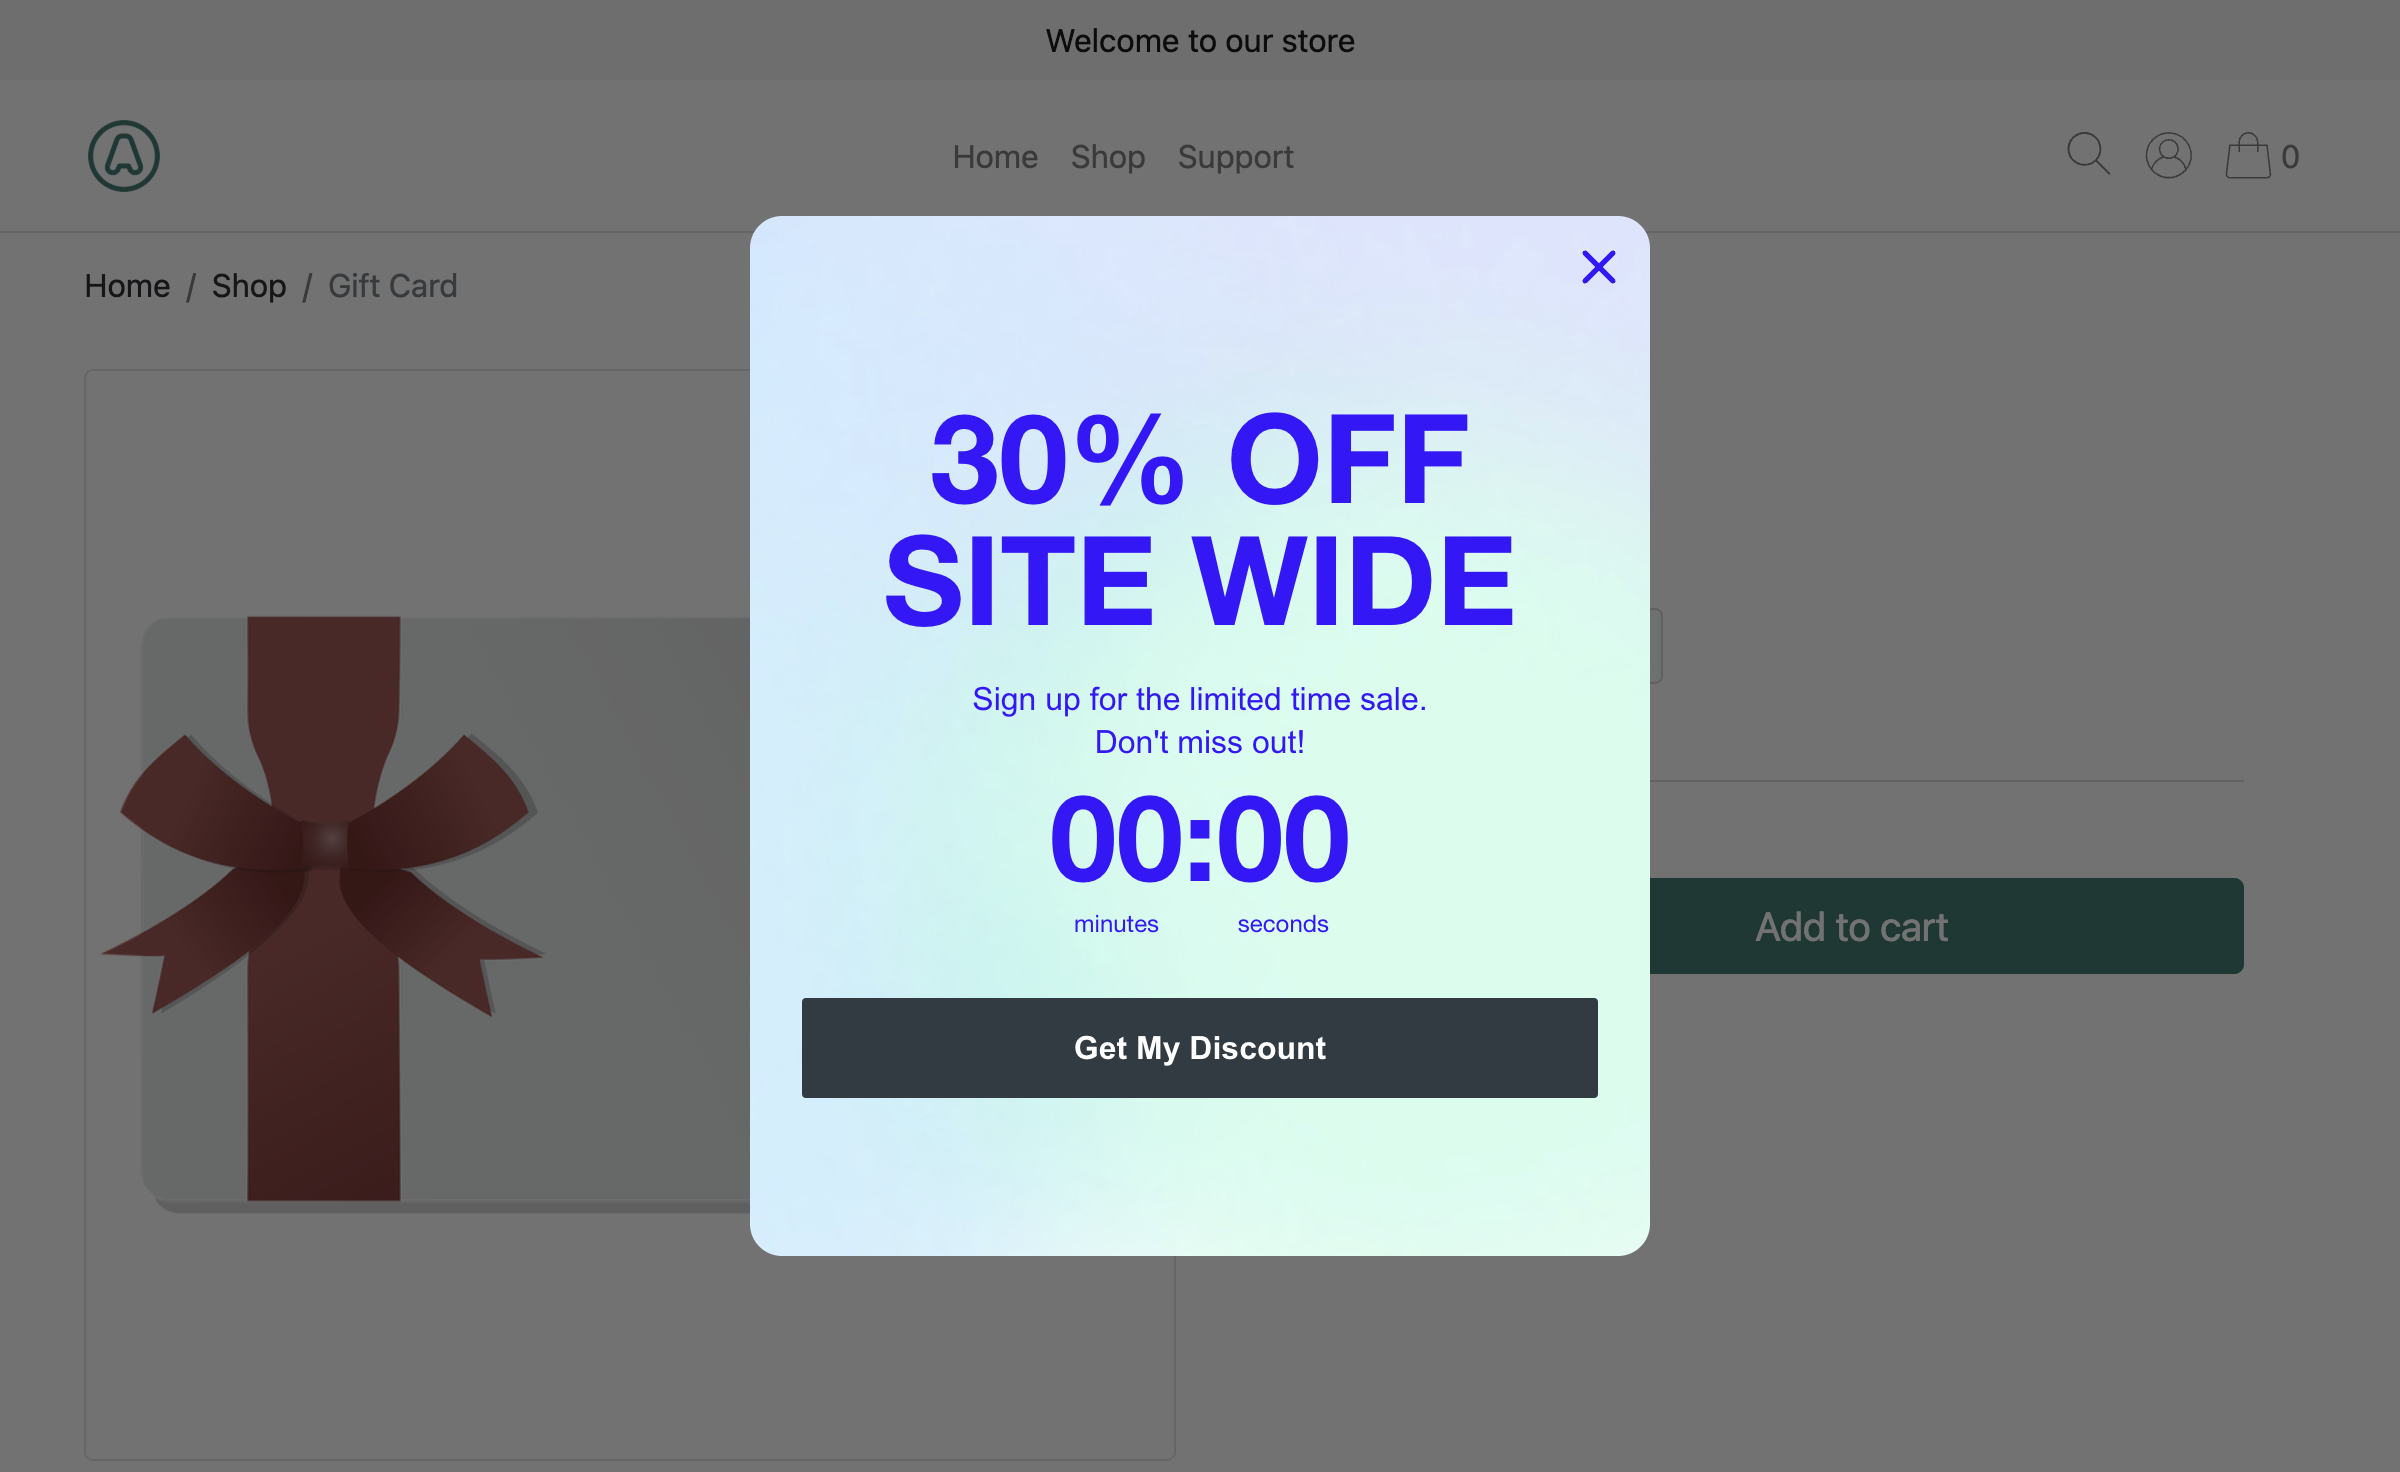 Welcome to our store
Home Shop Support
0
Home / Shop / Gift Card
30% OFF
SITE WIDE
Sign up for the limited time sale.
Don't miss out!
00:00
minutes seconds
Add to cart
Get My Discount